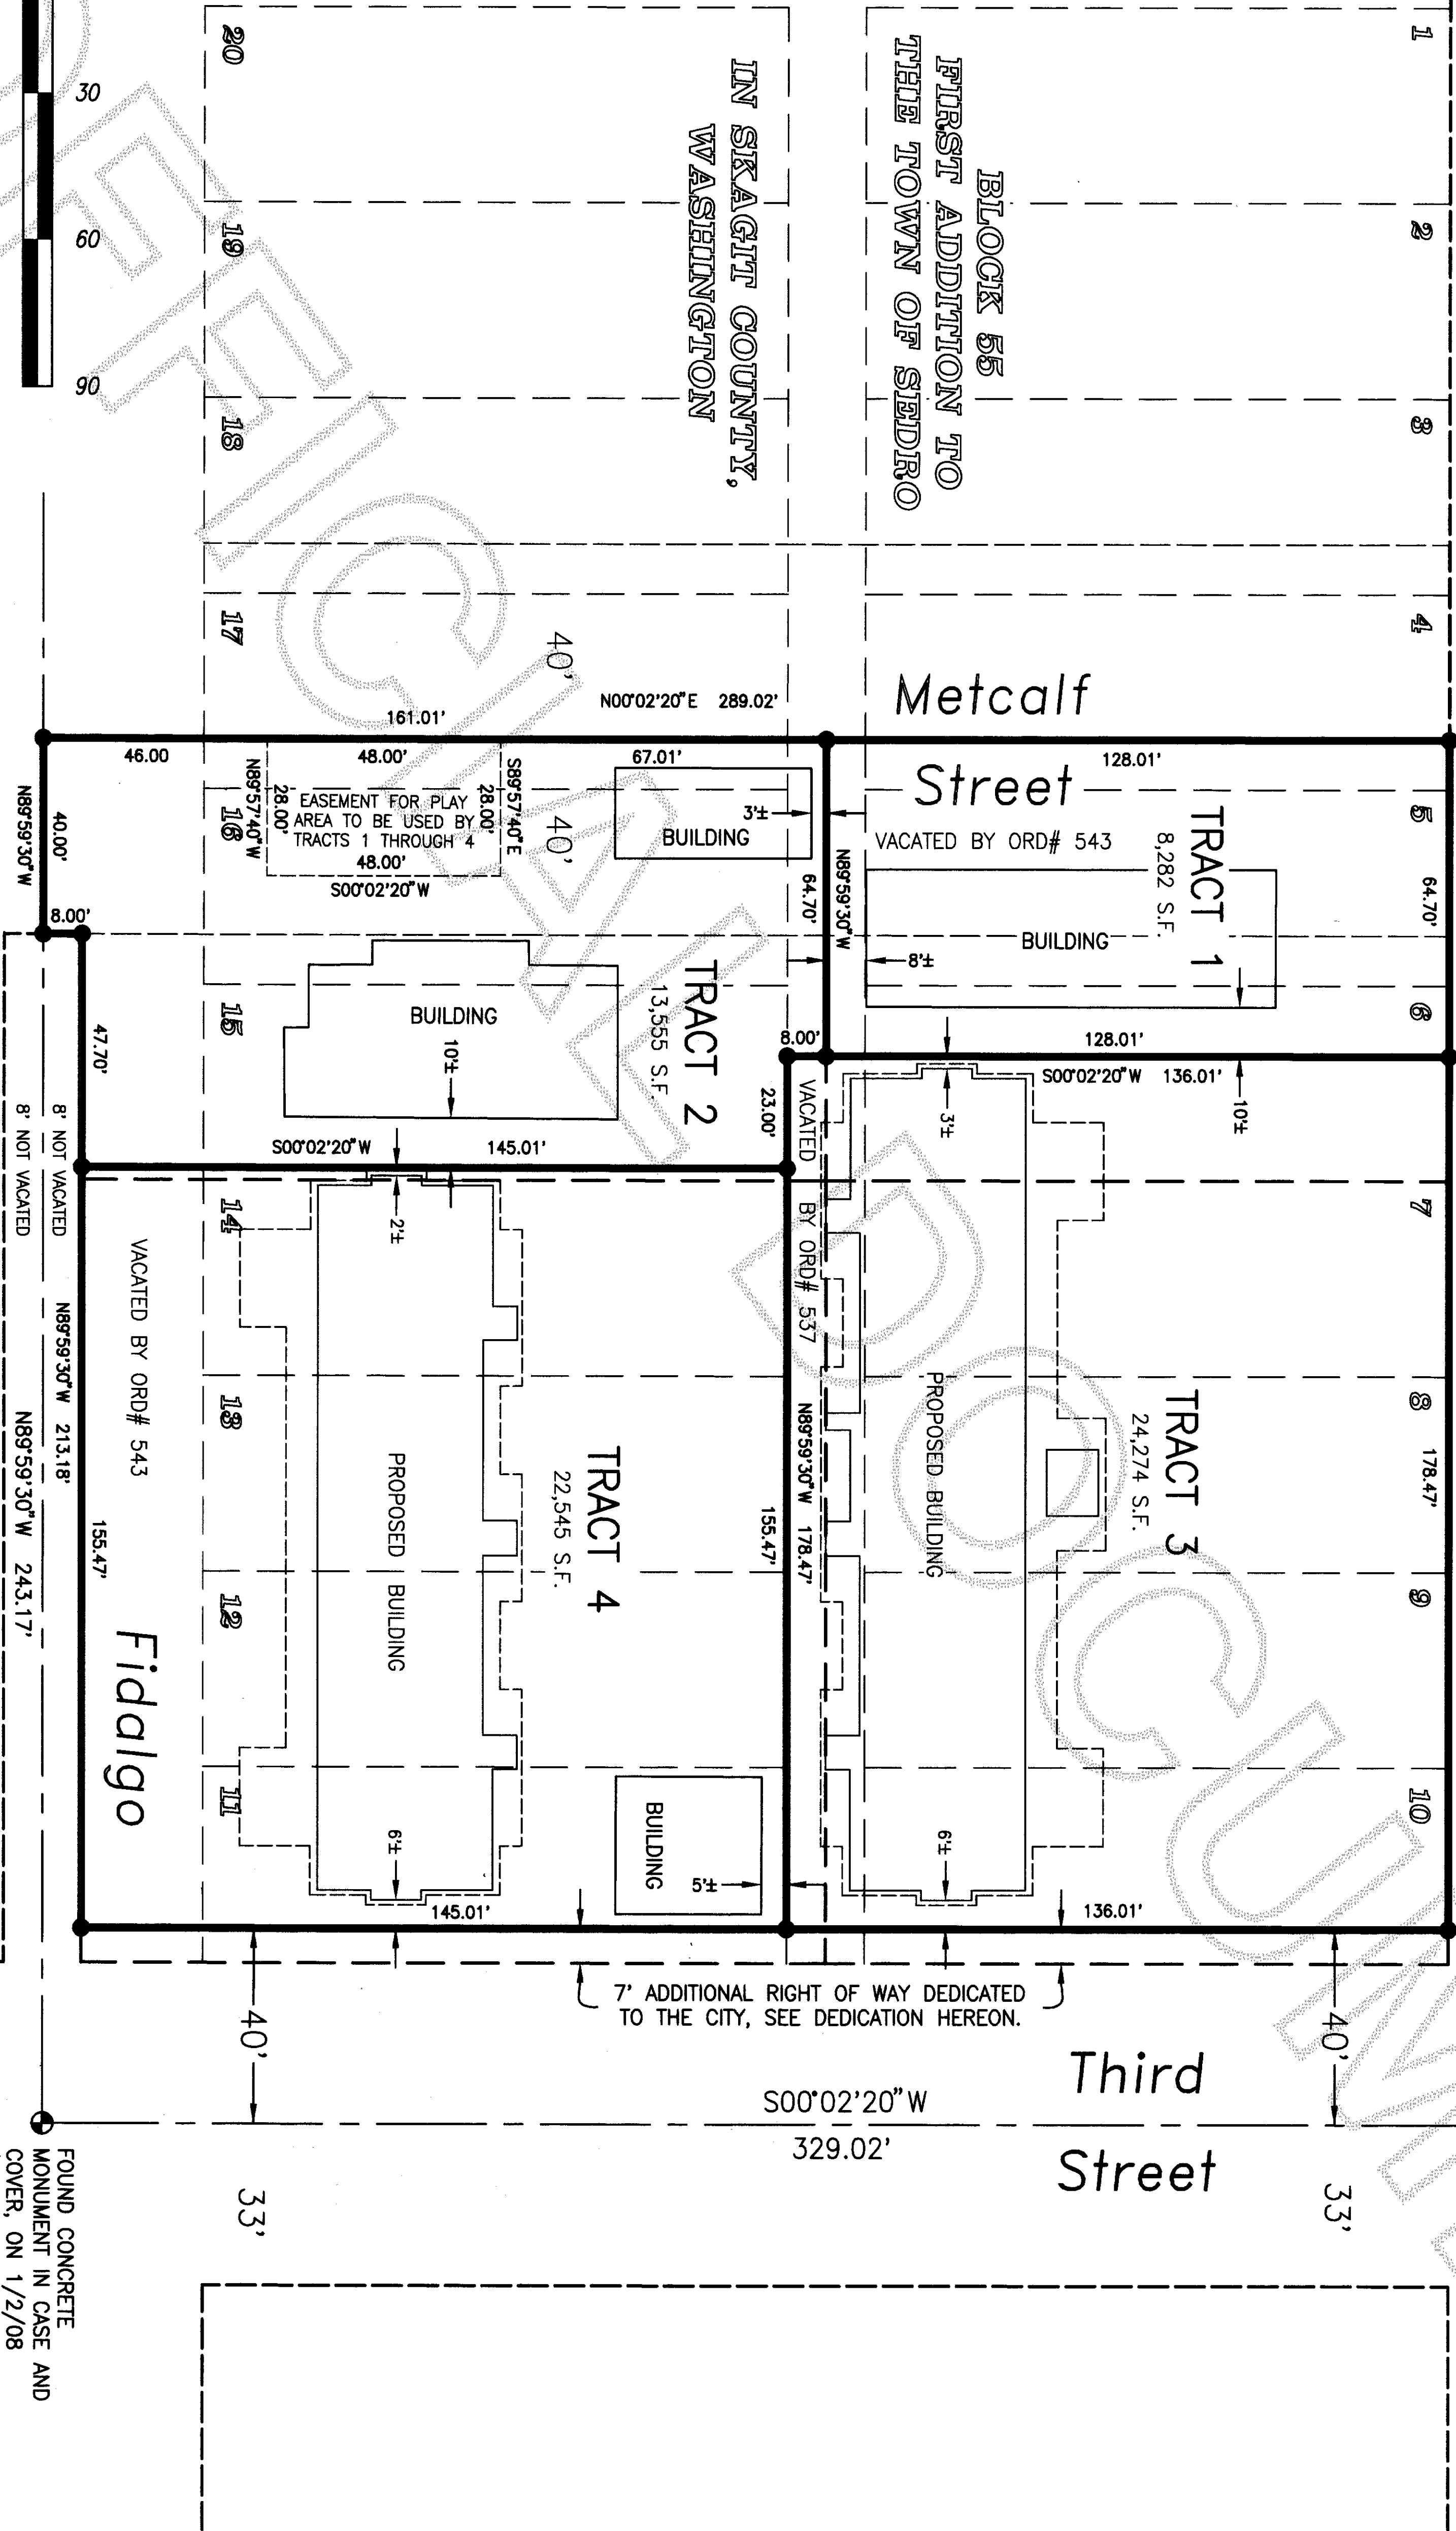 30
60
90
20
19
18
17
16
15
14
13
12
11
1
2
3
4
5
6
7
8
9
10
BLOCK 55
FIRST ADDITION TO
THE TOWN OF SEDRO
IN SKAGIT COUNTY,
WASHINGTON
Metcalf
Street
VACATED BY ORD# 543
40'
40'
N00°02'20"E 289.02'
161.01'
128.01'
46.00
48.00'
67.01'
N89°57'40"W
28.00'
EASEMENT FOR PLAY
AREA TO BE USED BY
TRACTS 1 THROUGH 4
48.00'
S00°02'20"W
28.00'
S89°57'40"E
BUILDING
3'±
64.70'
N89°59'30"W
TRACT 1
8,282 S.F.
64.70'
BUILDING
8'±
10'±
128.01'
S00°02'20"W 136.01'
8.00'
23.00'
40.00'
N89°59'30"W
8.00'
47.70'
TRACT 2
13,555 S.F.
BUILDING
10'±
S00°02'20"W
145.01'
2'±
3'±
VACATED BY ORD# 537
N89°59'30"W 178.47'
155.47'
TRACT 3
24,274 S.F.
178.47'
PROPOSED BUILDING
6'±
136.01'
TRACT 4
22,545 S.F.
PROPOSED BUILDING
6'±
BUILDING
5'±
145.01'
VACATED BY ORD# 543
Fidalgo
155.47'
8' NOT VACATED
8' NOT VACATED
N89°59'30"W 213.18'
N89°59'30"W 243.17'
7' ADDITIONAL RIGHT OF WAY DEDICATED
TO THE CITY, SEE DEDICATION HEREON.
40'
40'
Third
Street
S00°02'20"W
329.02'
33'
33'
FOUND CONCRETE
MONUMENT IN CASE AND
COVER, ON 1/2/08